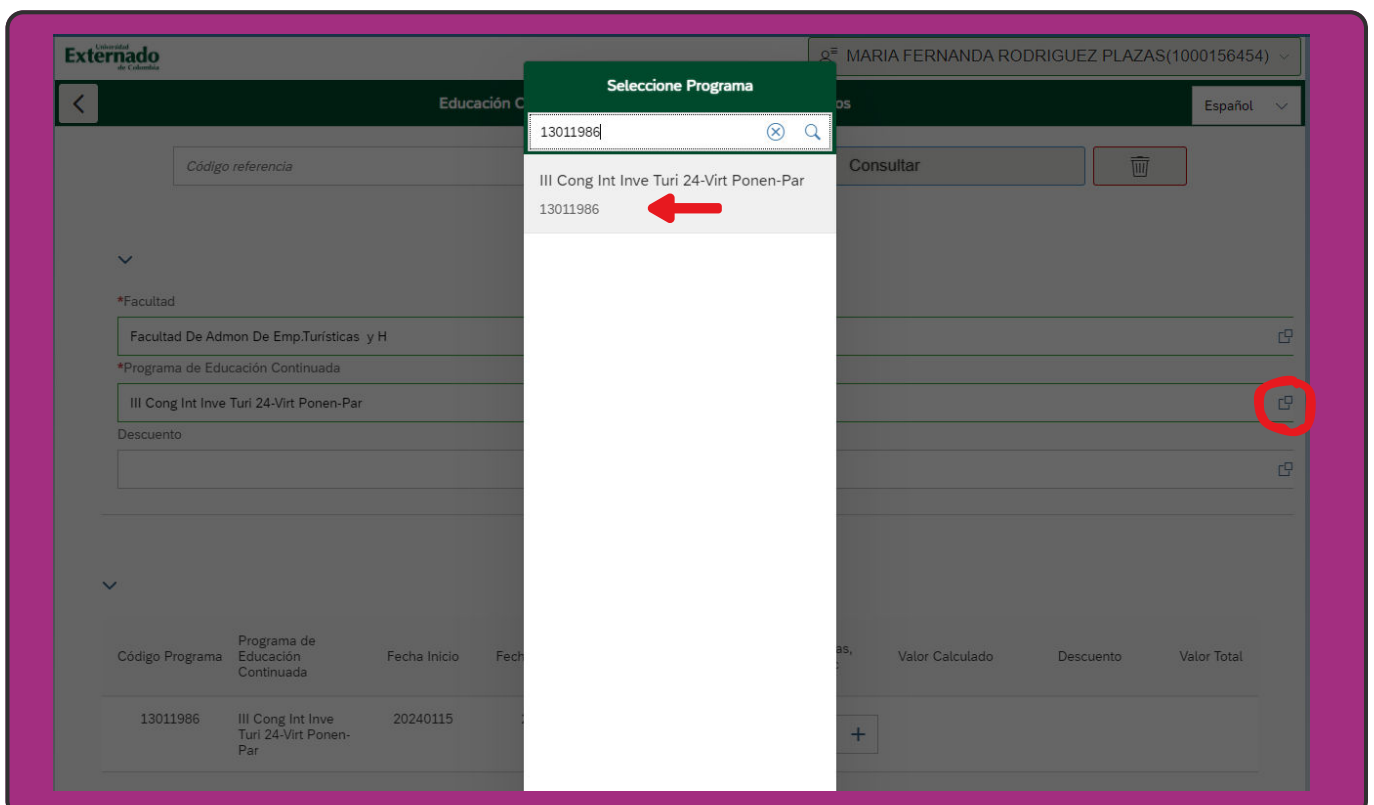 Universidad
Externado
de Colombia
MARIA FERNANDA RODRIGUEZ PLAZAS(1000156454)
Seleccione Programa
Educación C
os
Español
13011986
Código referencia
Consultar
III Cong Int Inve Turi 24-Virt Ponen-Par
13011986
*Facultad
Facultad De Admon De Emp.Turísticas y H
*Programa de Educación Continuada
III Cong Int Inve Turi 24-Virt Ponen-Par
Descuento
Código Programa
Programa de
Educación
Continuada
Fecha Inicio
Fech
as,
Valor Calculado
Descuento
Valor Total
13011986
III Cong Int Inve
Turi 24-Virt Ponen-
Par
20240115